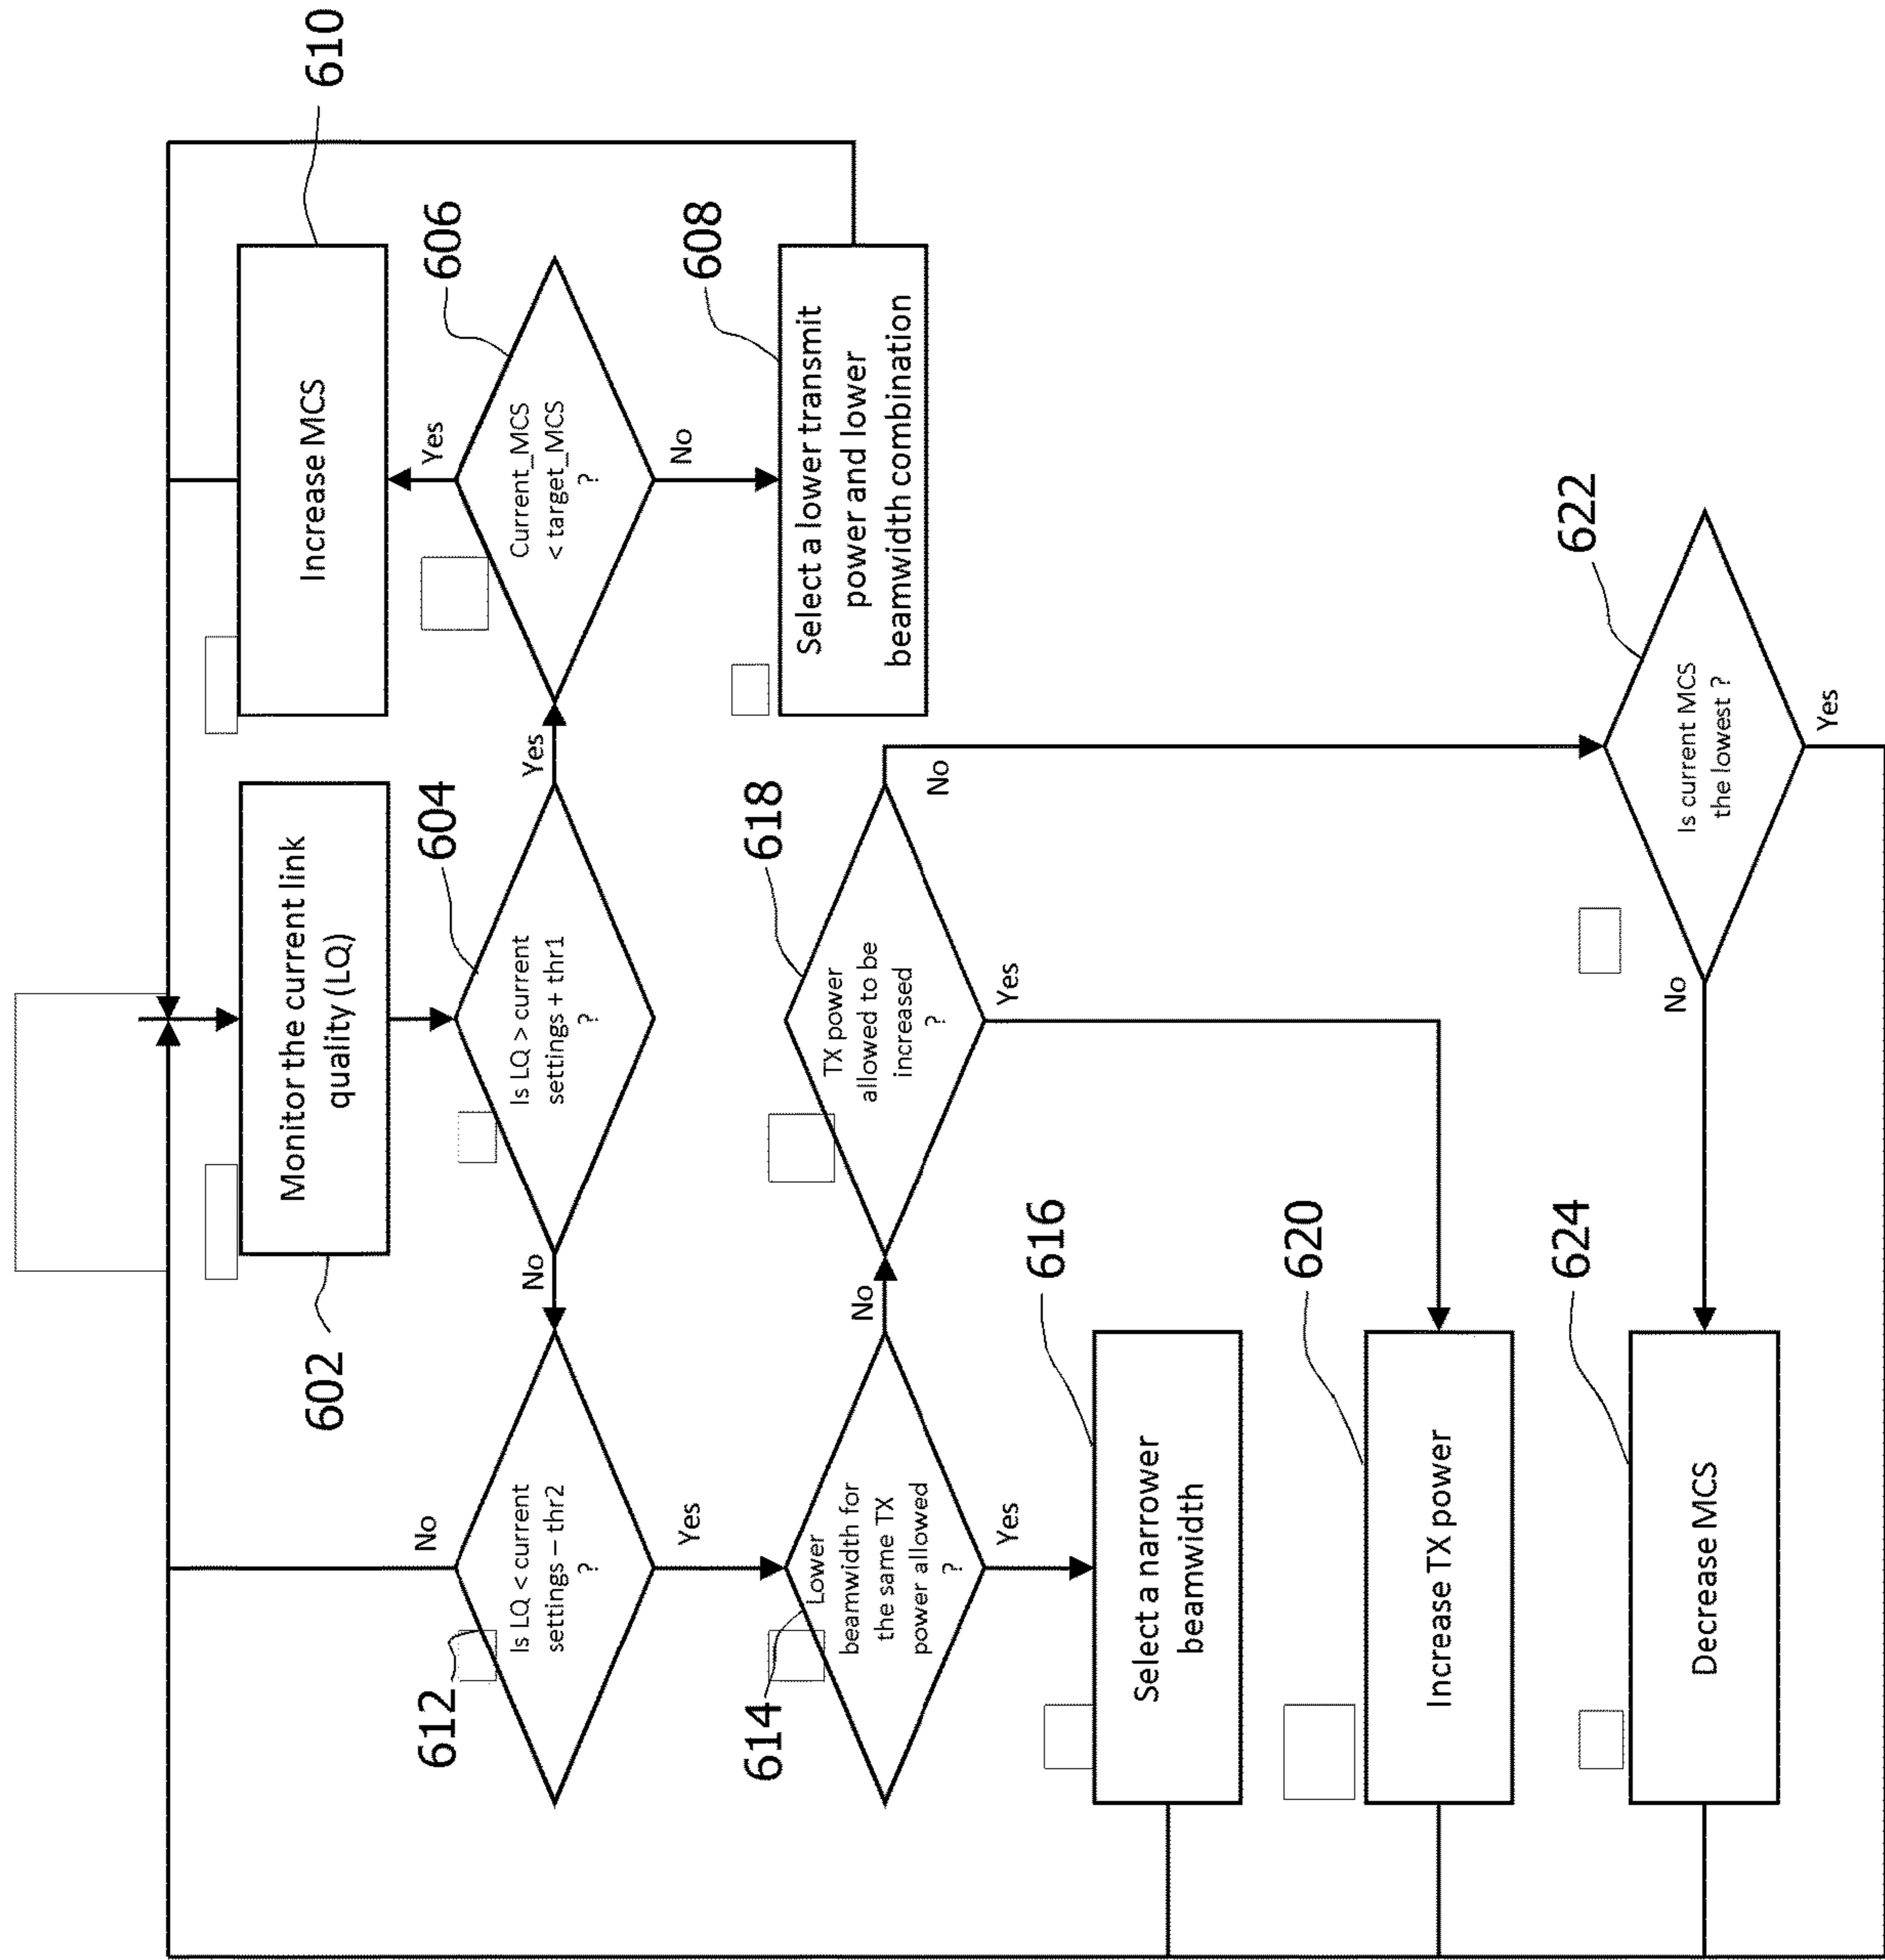 602
Monitor the current link
quality (LQ)
604
Is LQ > current
settings + thr1
?
Yes
No
606
Current_MCS
< target_MCS
?
Yes
No
610
Increase MCS
608
Select a lower transmit
power and lower
beamwidth combination
612
Is LQ < current
settings – thr2
?
No
Yes
614
Lower
beamwidth for
the same TX
power allowed
?
No
Yes
616
Select a narrower
beamwidth
618
TX power
allowed to be
increased
?
No
Yes
620
Increase TX power
622
Is current MCS
the lowest ?
No
Yes
624
Decrease MCS